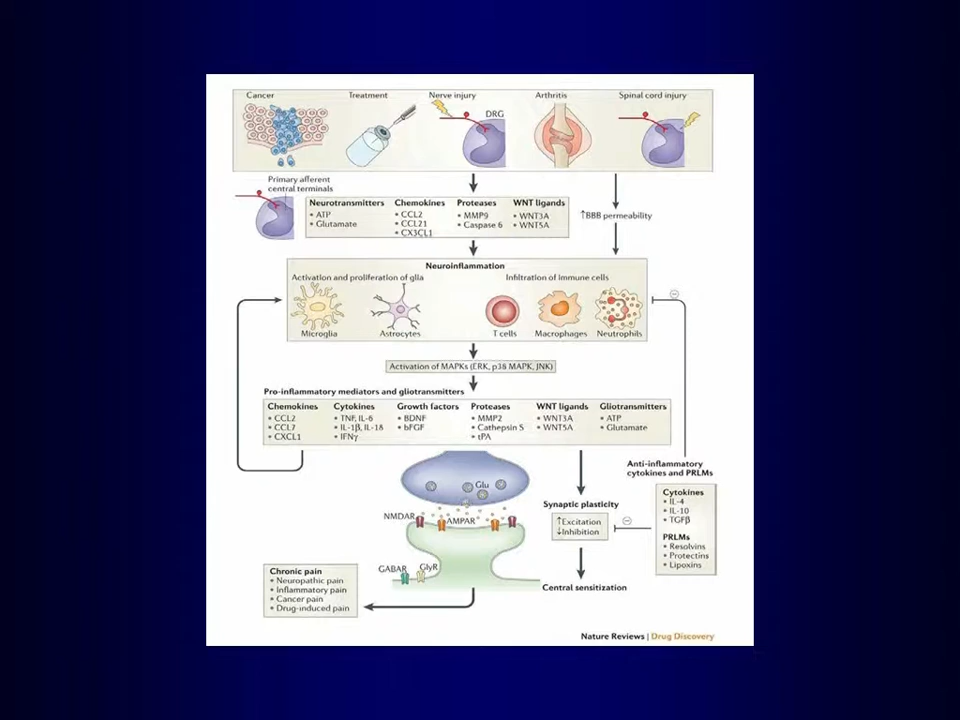 Cancer
Treatment
Nerve injury
Arthritis
Spinal cord injury
DRG
Primary afferent
central terminals
Neurotransmitters
• ATP
• Glutamate
Chemokines
• CCL2
• CCL21
• CX3CL1
Proteases
• MMP9
• Caspase 6
WNT ligands
• WNT3A
• WNT5A
↑BBB permeability
Neuroinflammation
Activation and proliferation of glia
Infiltration of immune cells
Microglia
Astrocytes
T cells
Macrophages
Neutrophils
Activation of MAPKs (ERK, p38 MAPK, JNK)
Pro-inflammatory mediators and gliotransmitters
Chemokines
• CCL2
• CCL7
• CXCL1
Cytokines
• TNF, IL-6
• IL-1β, IL-18
• IFNγ
Growth factors
• BDNF
• bFGF
Proteases
• MMP2
• Cathepsin S
• tPA
WNT ligands
• WNT3A
• WNT5A
Gliotransmitters
• ATP
• Glutamate
Glu
NMDAR
AMPAR
GABAR
GlyR
Synaptic plasticity
↑Excitation
↓Inhibition
Central sensitization
Anti-inflammatory
cytokines and PRLMs
Cytokines
• IL-4
• IL-10
• TGFβ
PRLMs
• Resolvins
• Protectins
• Lipoxins
Chronic pain
• Neuropathic pain
• Inflammatory pain
• Cancer pain
• Drug-induced pain
Nature Reviews | Drug Discovery